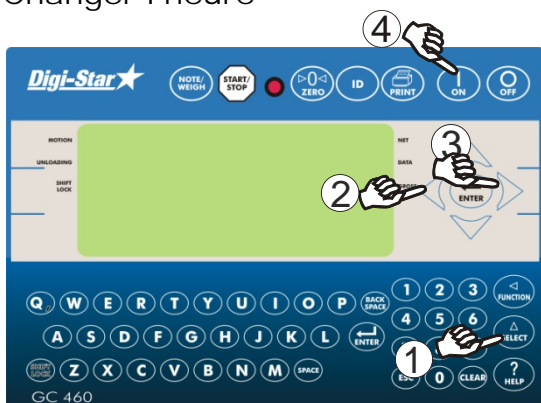 Changer l'heure
4
Digi-Star
NOTE/
WEIGH
START/
STOP
0
ZERO
ID
PRINT
ON
OFF
MOTION
UNLOADING
SHIFT
LOCK
NET
DATA
3
2
ENTER
Q W E R T Y U I O P BACK
SPACE
1 2 3 FUNCTION
A S D F G H J K L ENTER
4 5 6 SELECT
1
SHIFT
LOCK Z X C V B N M SPACE
ESC 0 CLEAR ?
HELP
GC 460